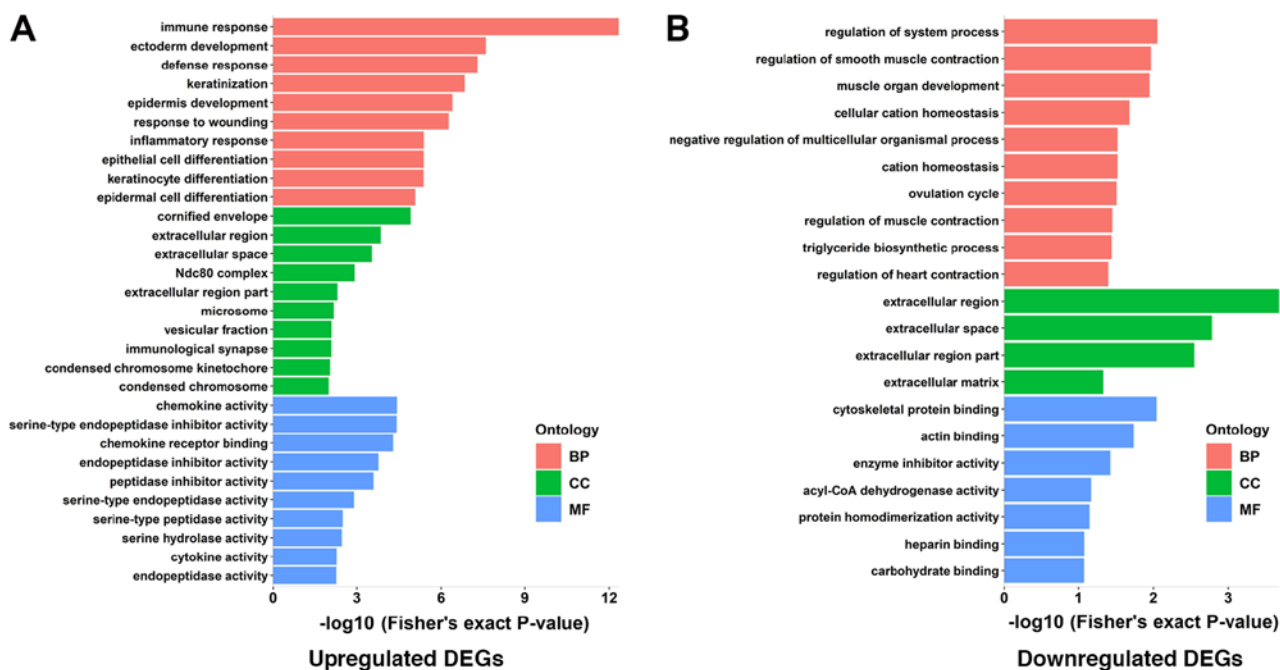 A
immune response
ectoderm development
defense response
keratinization
epidermis development
response to wounding
inflammatory response
epithelial cell differentiation
keratinocyte differentiation
epidermal cell differentiation
cornified envelope
extracellular region
extracellular space
Ndc80 complex
extracellular region part
microsome
vesicular fraction
immunological synapse
condensed chromosome kinetochore
condensed chromosome
chemokine activity
serine-type endopeptidase inhibitor activity
chemokine receptor binding
endopeptidase inhibitor activity
peptidase inhibitor activity
serine-type endopeptidase activity
serine-type peptidase activity
serine hydrolase activity
cytokine activity
endopeptidase activity
Ontology
BP
CC
MF
0 3 6 9 12
-log10 (Fisher's exact P-value)
Upregulated DEGs
B
regulation of system process
regulation of smooth muscle contraction
muscle organ development
cellular cation homeostasis
negative regulation of multicellular organismal process
cation homeostasis
ovulation cycle
regulation of muscle contraction
triglyceride biosynthetic process
regulation of heart contraction
extracellular region
extracellular space
extracellular region part
extracellular matrix
cytoskeletal protein binding
actin binding
enzyme inhibitor activity
acyl-CoA dehydrogenase activity
protein homodimerization activity
heparin binding
carbohydrate binding
Ontology
BP
CC
MF
0 1 2 3
-log10 (Fisher's exact P-value)
Downregulated DEGs